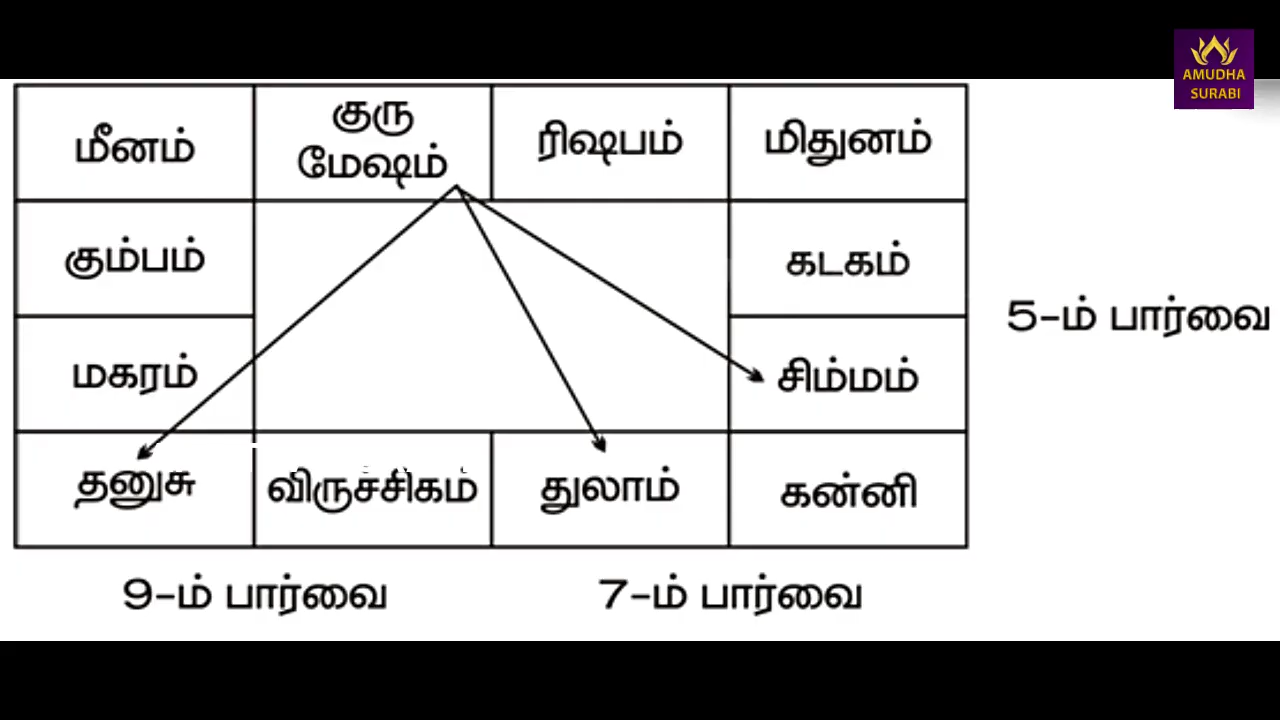 AMUDHA
SURABI
மீனம்
குரு
மேஷம்
ரிஷபம்
மிதுனம்
கும்பம்
கடகம்
5-ம் பார்வை
மகரம்
சிம்மம்
தனுசு
விருச்சிகம்
துலாம்
கன்னி
9-ம் பார்வை
7-ம் பார்வை